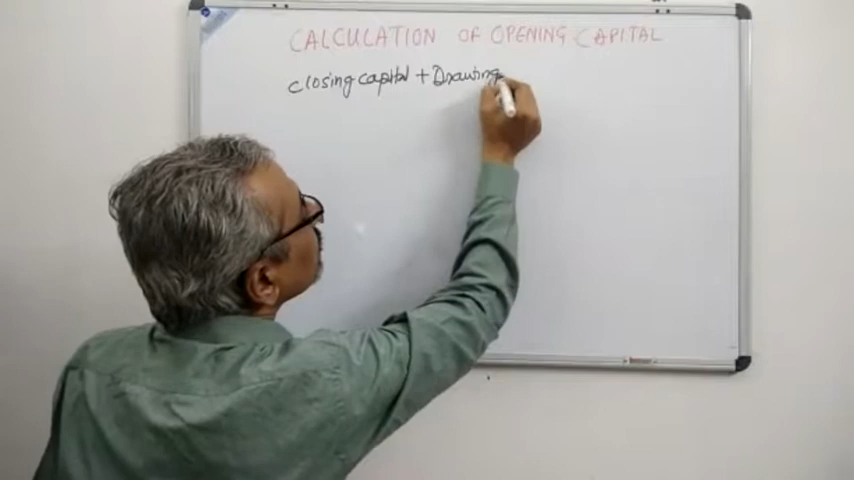 CALCULATION OF OPENING CAPITAL
closing capital + Drawing